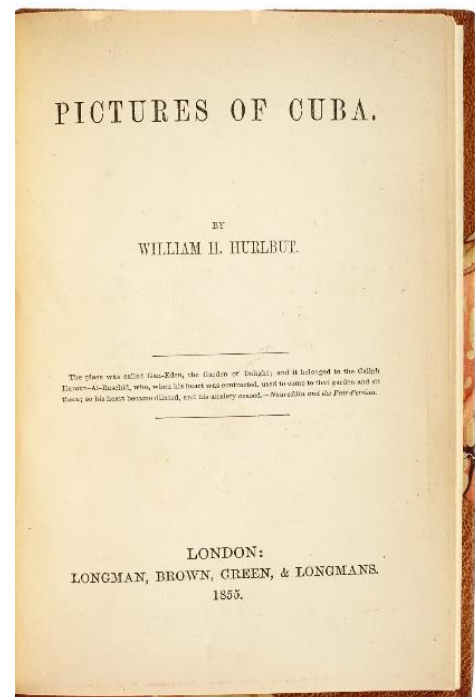 PICTURES OF CUBA.
BY
WILLIAM H. HURLBUT.
The place was called Gan-Eden, the Garden of Delight; and it belonged to the Caliph
Haroun-Al-Raschid, who, when his heart was contracted, used to come to that garden and sit
there; so his heart became dilated, and his anxiety ceased.—Noureddin and the Fair Persian.
LONDON:
LONGMAN, BROWN, GREEN, & LONGMANS.
1855.